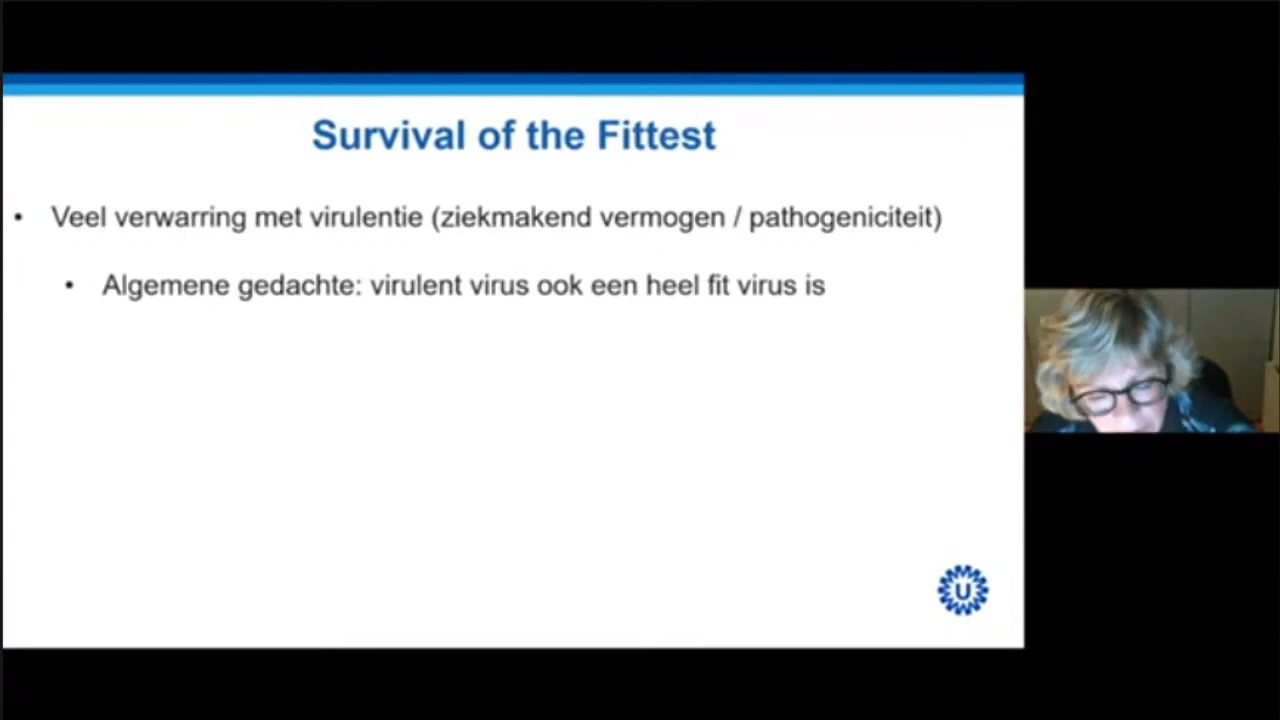 Survival of the Fittest
• Veel verwarring met virulentie (ziekmakend vermogen / pathogeniciteit)
• Algemene gedachte: virulent virus ook een heel fit virus is
U